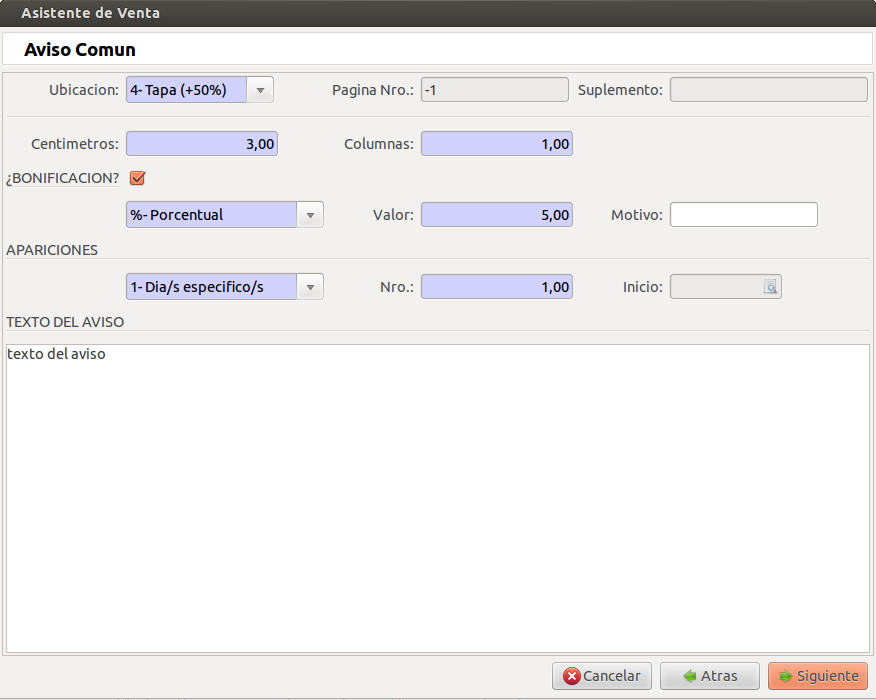 Asistente de Venta
Aviso Comun
Ubicacion: 4- Tapa (+50%) Pagina Nro.: -1 Suplemento:
Centimetros: 3,00 Columnas: 1,00
¿BONIFICACION?
%- Porcentual Valor: 5,00 Motivo:
APARICIONES
1- Dia/s especifico/s Nro.: 1,00 Inicio:
TEXTO DEL AVISO
texto del aviso
Cancelar Atras Siguiente